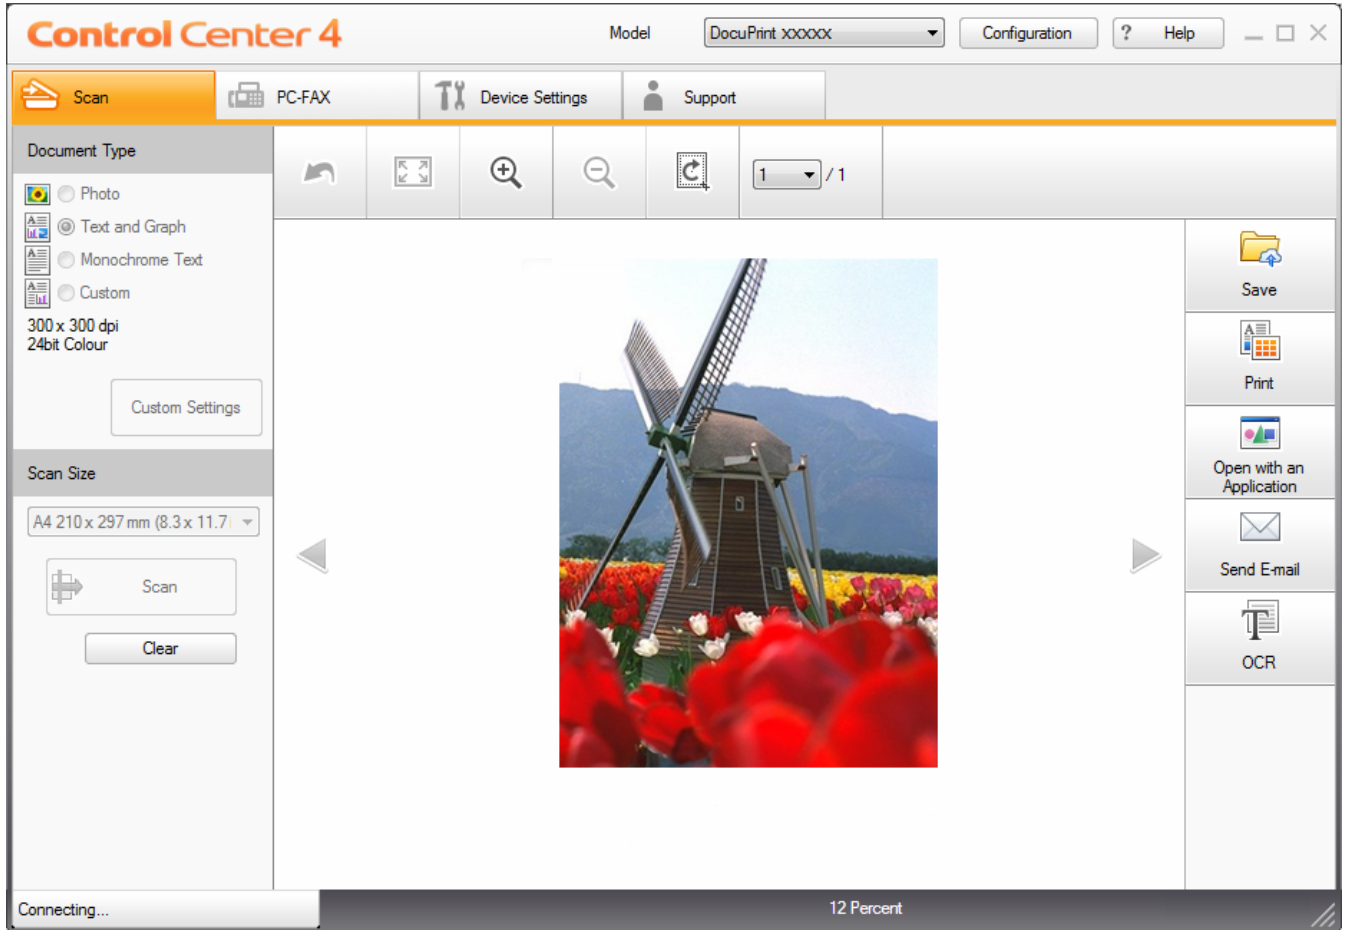 Control Center 4
Model
DocuPrint XXXXX
Configuration
? Help
Scan
PC-FAX
Device Settings
Support
Document Type
Photo
Text and Graph
Monochrome Text
Custom
300 x 300 dpi
24bit Colour
Custom Settings
Scan Size
A4 210 x 297 mm (8.3 x 11.7
Scan
Clear
1 / 1
Save
Print
Open with an
Application
Send E-mail
OCR
Connecting...
12 Percent